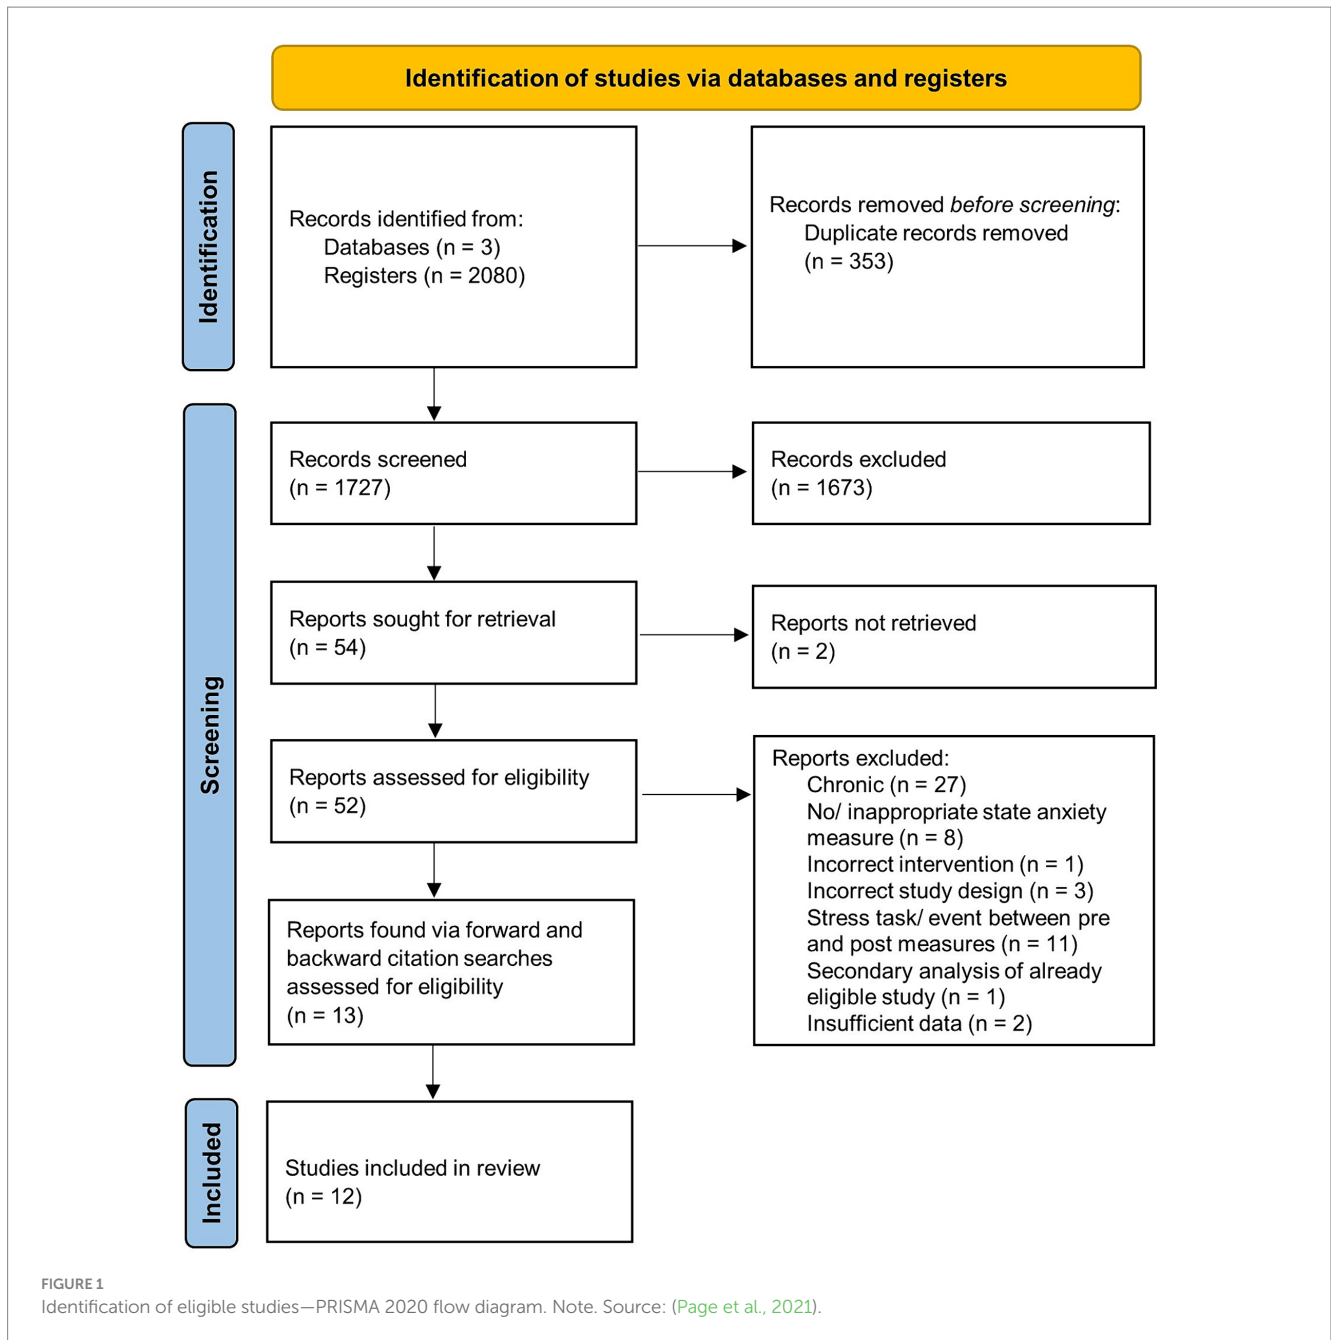 Identification of studies via databases and registers
Identification
Records identified from:
Databases (n = 3)
Registers (n = 2080)
Records removed before screening:
Duplicate records removed
(n = 353)
Screening
Records screened
(n = 1727)
Records excluded
(n = 1673)
Reports sought for retrieval
(n = 54)
Reports not retrieved
(n = 2)
Reports assessed for eligibility
(n = 52)
Reports excluded:
Chronic (n = 27)
No/ inappropriate state anxiety
measure (n = 8)
Incorrect intervention (n = 1)
Incorrect study design (n = 3)
Stress task/ event between pre
and post measures (n = 11)
Secondary analysis of already
eligible study (n = 1)
Insufficient data (n = 2)
Reports found via forward and
backward citation searches
assessed for eligibility
(n = 13)
Included
Studies included in review
(n = 12)
FIGURE 1
Identification of eligible studies—PRISMA 2020 flow diagram. Note. Source: (Page et al., 2021).